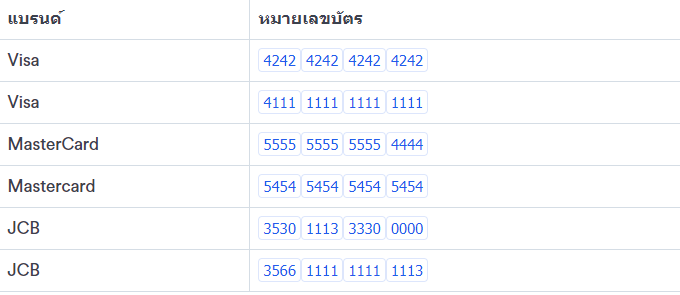 แบรนด์ หมายเลขบัตร
Visa 4242 4242 4242 4242
Visa 4111 1111 1111 1111
MasterCard 5555 5555 5555 4444
Mastercard 5454 5454 5454 5454
JCB 3530 1113 3330 0000
JCB 3566 1111 1111 1113